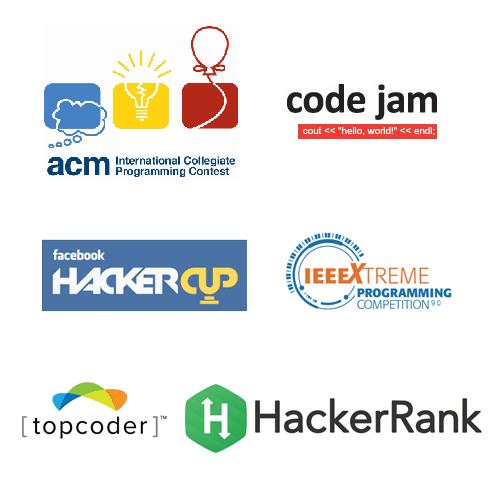 acm International Collegiate
Programming Contest
code jam
cout << "hello, world!" << endl;
facebook
HACKERCUP
IEEEXTREME
PROGRAMMING
COMPETITION 9.0
[topcoder]™
H HackerRank